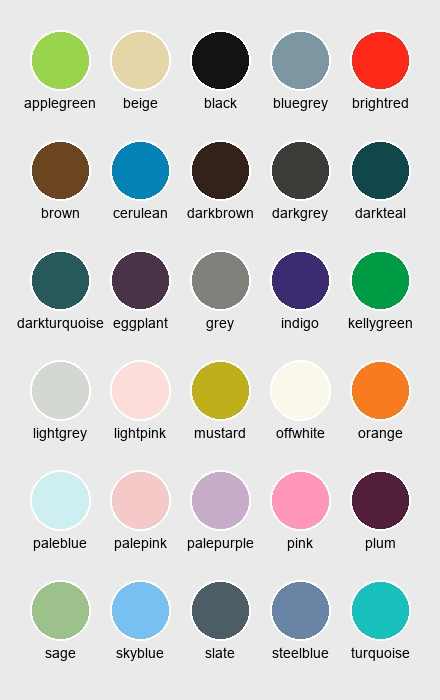 applegreen beige black bluegrey brightred
brown cerulean darkbrown darkgrey darkteal
darkturquoise eggplant grey indigo kellygreen
lightgrey lightpink mustard offwhite orange
paleblue palepink palepurple pink plum
sage skyblue slate steelblue turquoise